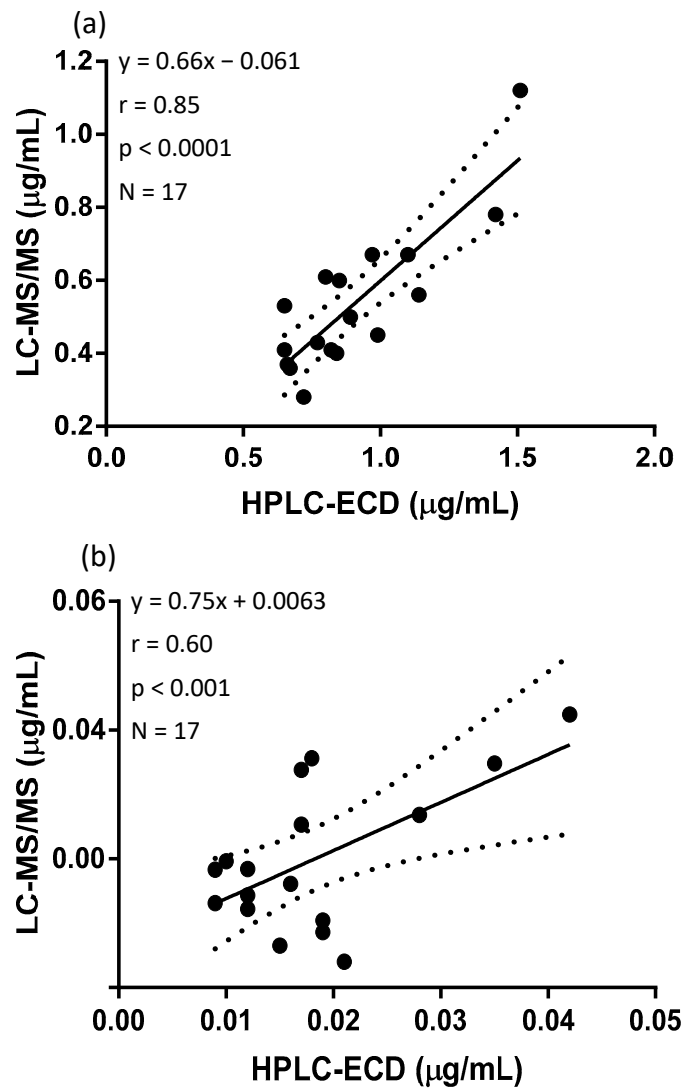 (a)
y = 0.66x − 0.061
r = 0.85
p < 0.0001
N = 17
1.2
1.0
0.8
0.6
0.4
0.2
LC-MS/MS (μg/mL)
0.0 0.5 1.0 1.5 2.0
HPLC-ECD (μg/mL)
(b)
y = 0.75x + 0.0063
r = 0.60
p < 0.001
N = 17
0.06
0.04
0.00
LC-MS/MS (μg/mL)
0.00 0.01 0.02 0.03 0.04 0.05
HPLC-ECD (μg/mL)